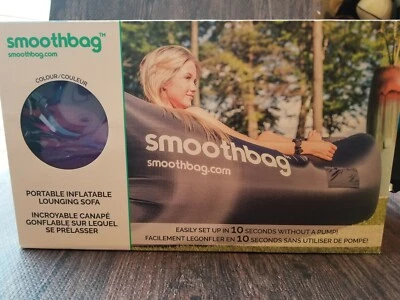 smoothbag™
smoothbag.com
COLOUR/COULEUR
PORTABLE INFLATABLE
LOUNGING SOFA
INCROYABLE CANAPÉ
GONFLABLE SUR LEQUEL
SE PRÉLASSER
smoothbag
smoothbag.com
EASILY SET UP IN 10 SECONDS WITHOUT A PUMP!
FACILEMENT LEGONFLER EN 10 SECONDS SANS UTILISER DE POMPE!